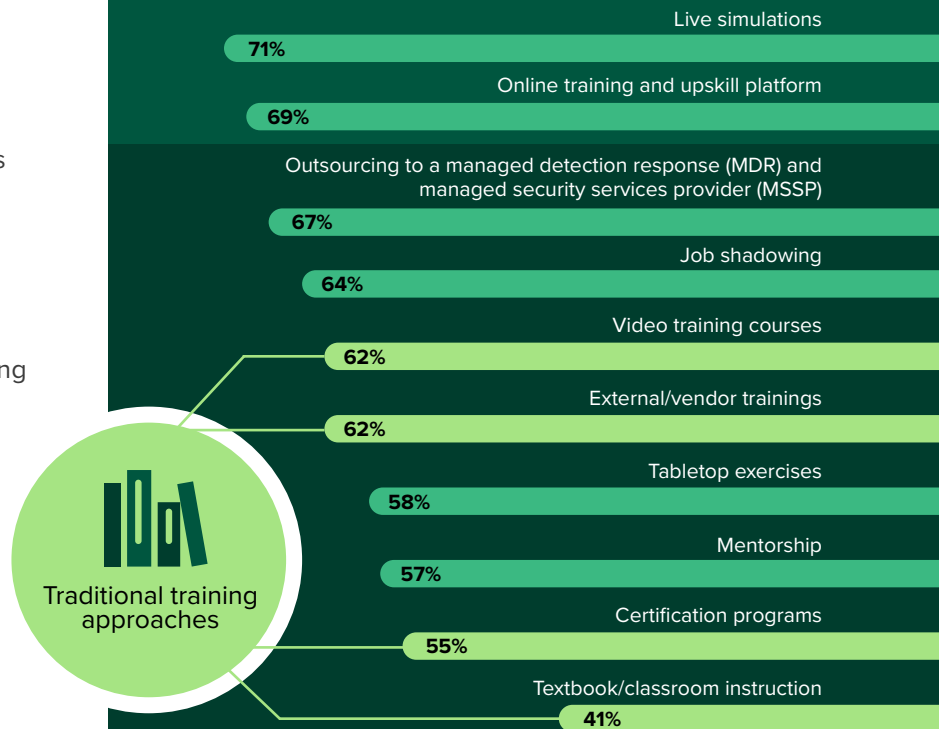 Live simulations
71%
Online training and upskill platform
69%
s
Outsourcing to a managed detection response (MDR) and
managed security services provider (MSSP)
67%
Job shadowing
64%
Video training courses
62%
ng
External/vendor trainings
62%
Tabletop exercises
58%
Mentorship
57%
Traditional training
approaches
Certification programs
55%
Textbook/classroom instruction
41%